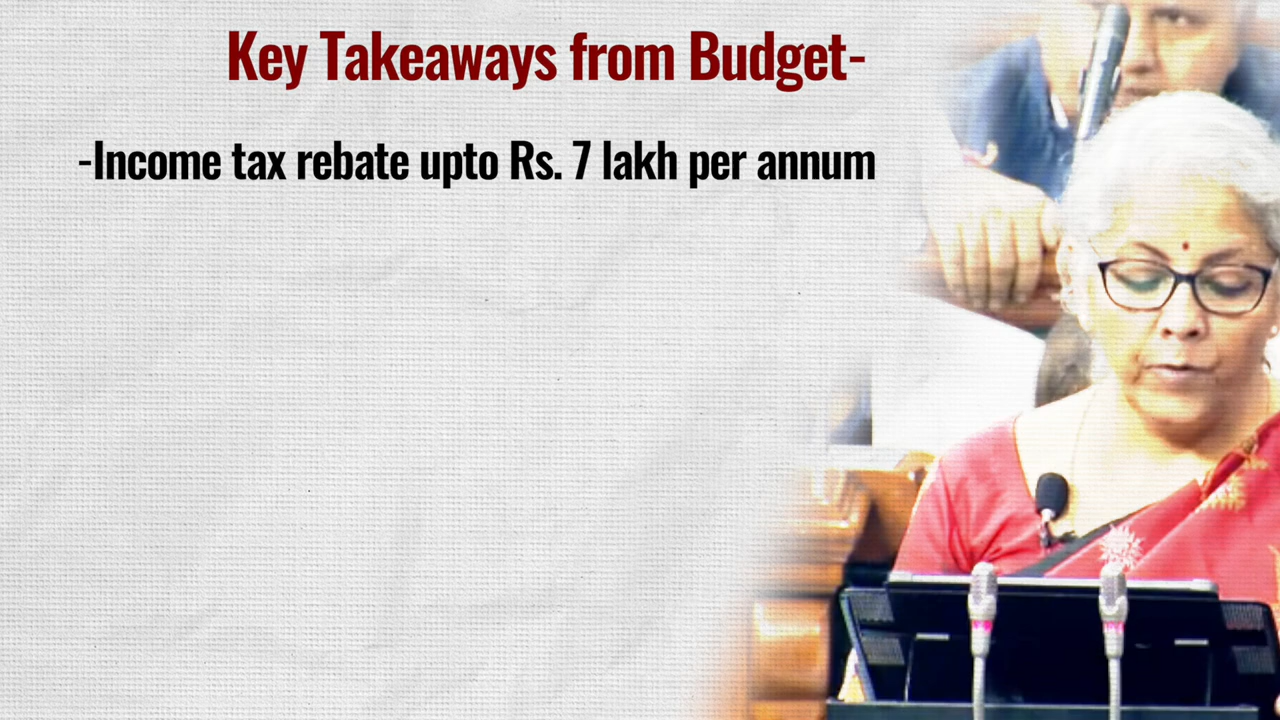 Key Takeaways from Budget-
-Income tax rebate upto Rs. 7 lakh per annum